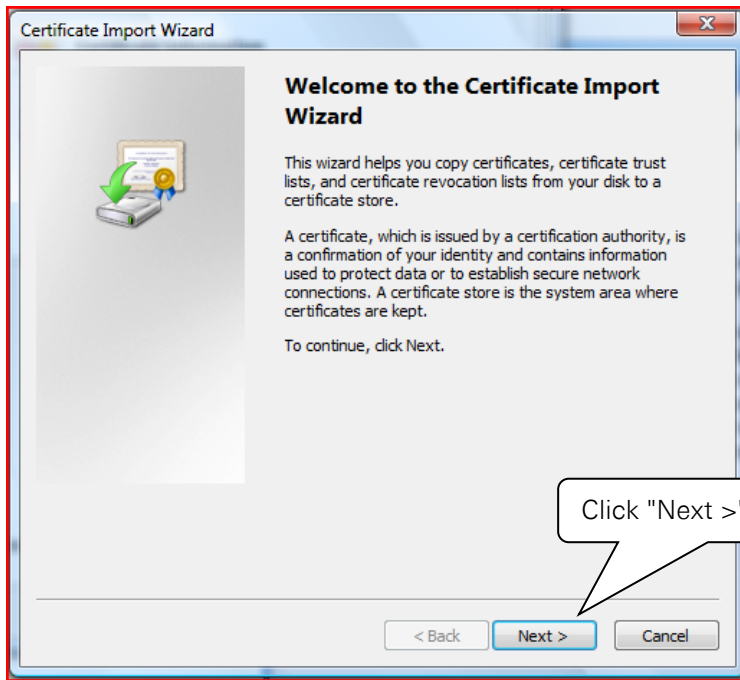 Certificate Import Wizard
Welcome to the Certificate Import
Wizard
This wizard helps you copy certificates, certificate trust
lists, and certificate revocation lists from your disk to a
certificate store.
A certificate, which is issued by a certification authority, is
a confirmation of your identity and contains information
used to protect data or to establish secure network
connections. A certificate store is the system area where
certificates are kept.
To continue, click Next.
Click "Next >"
< Back Next > Cancel